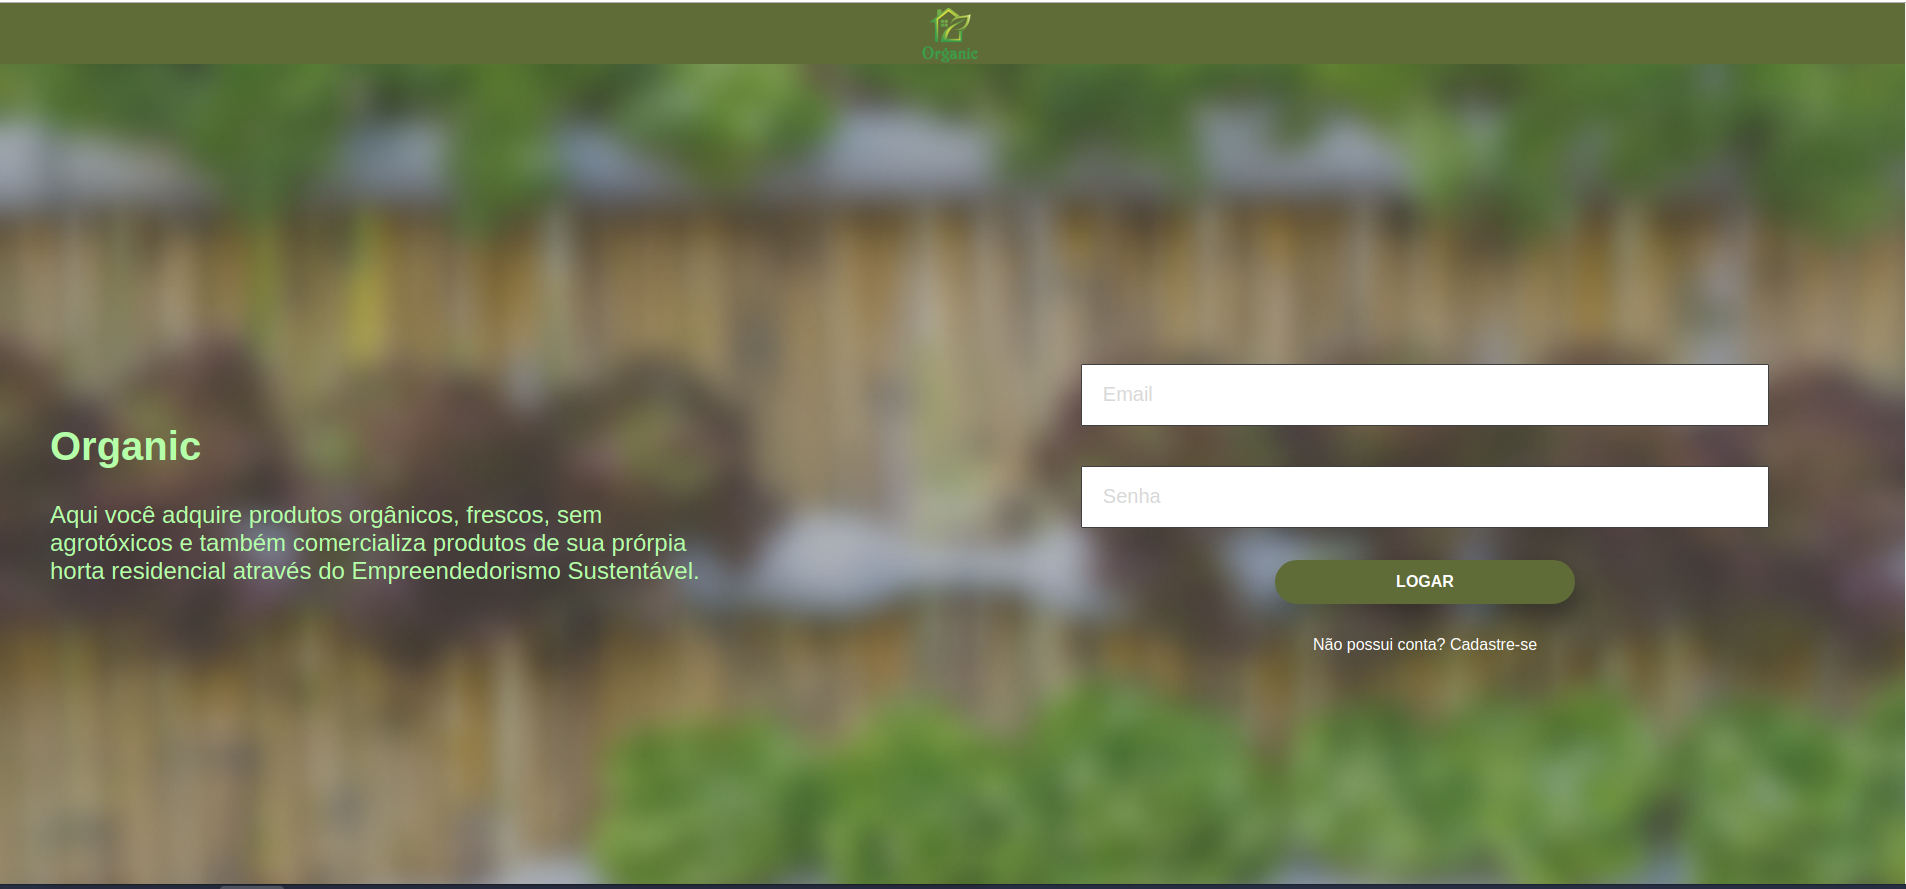 Organic
Organic
Aqui você adquire produtos orgânicos, frescos, sem
agrotóxicos e também comercializa produtos de sua prórpia
horta residencial através do Empreendedorismo Sustentável.
Email
Senha
LOGAR
Não possui conta? Cadastre-se